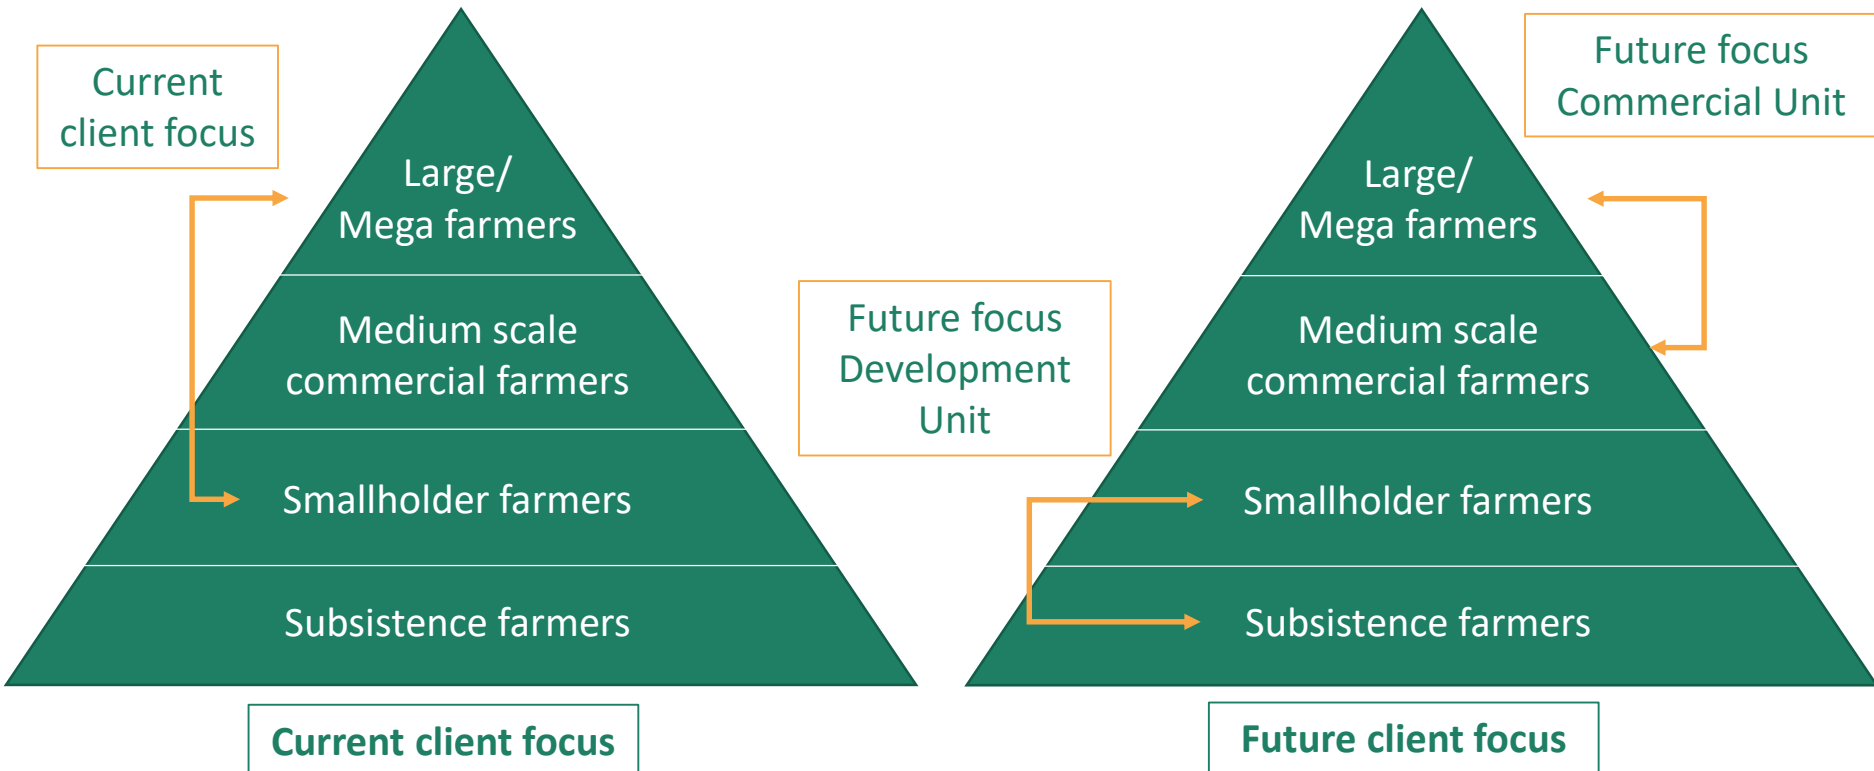 Current
client focus
Large/
Mega farmers
Medium scale
commercial farmers
Smallholder farmers
Subsistence farmers
Current client focus
Future focus
Development
Unit
Future focus
Commercial Unit
Large/
Mega farmers
Medium scale
commercial farmers
Smallholder farmers
Subsistence farmers
Future client focus